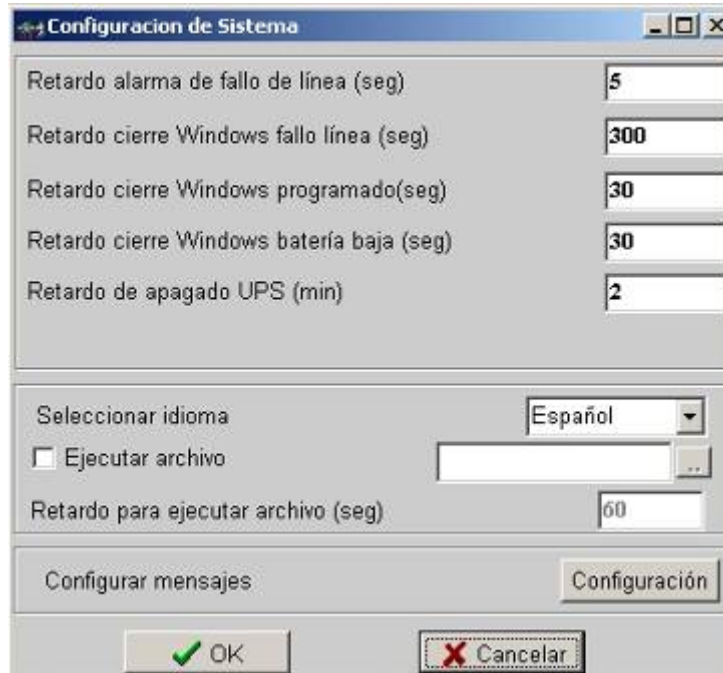 Configuracion de Sistema
Retardo alarma de fallo de línea (seg) 5
Retardo cierre Windows fallo línea (seg) 300
Retardo cierre Windows programado(seg) 30
Retardo cierre Windows batería baja (seg) 30
Retardo de apagado UPS (min) 2
Seleccionar idioma Español
Ejecutar archivo ..
Retardo para ejecutar archivo (seg) 60
Configurar mensajes Configuración
OK Cancelar